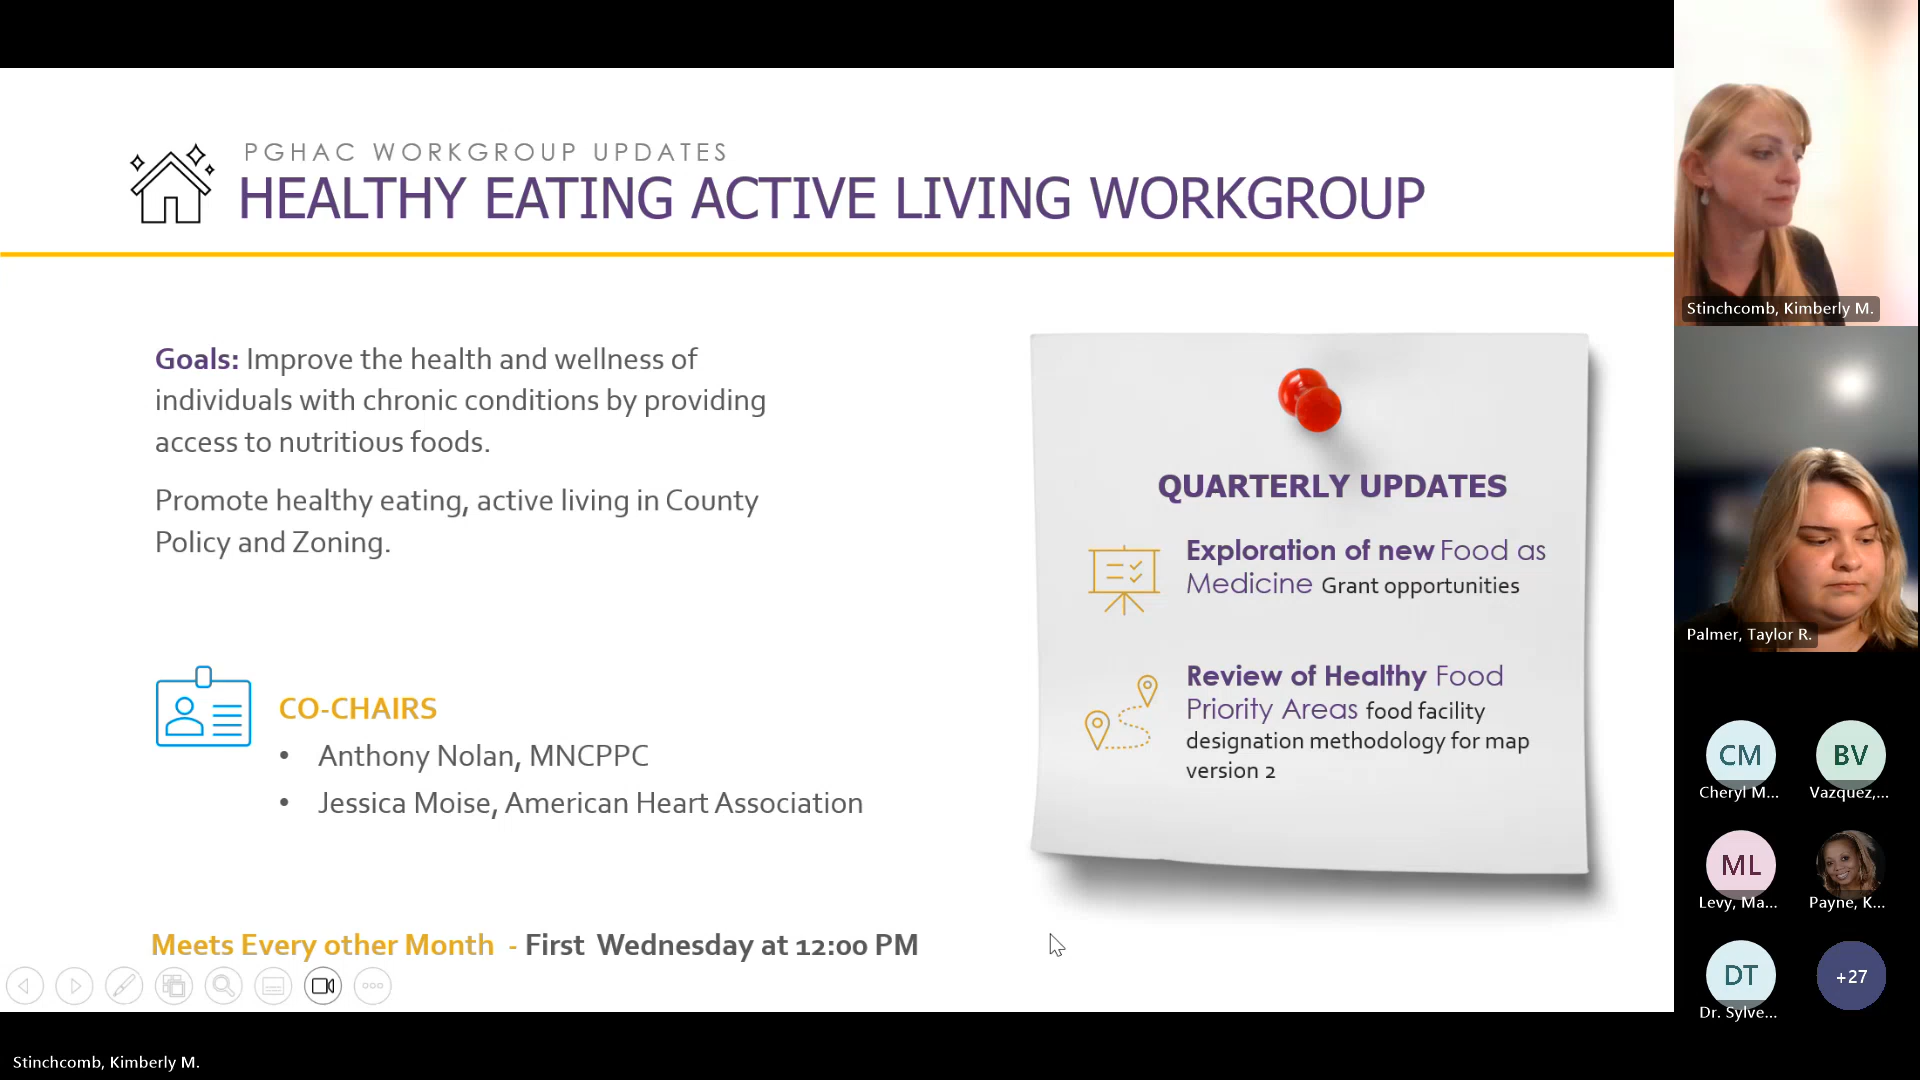 PGHAC WORKGROUP UPDATES
HEALTHY EATING ACTIVE LIVING WORKGROUP
Goals: Improve the health and wellness of
individuals with chronic conditions by providing
access to nutritious foods.
Promote healthy eating, active living in County
Policy and Zoning.
CO-CHAIRS
• Anthony Nolan, MNCPPC
• Jessica Moise, American Heart Association
Meets Every other Month - First Wednesday at 12:00 PM
QUARTERLY UPDATES
Exploration of new Food as
Medicine Grant opportunities
Review of Healthy Food
Priority Areas food facility
designation methodology for map
version 2
Stinchcomb, Kimberly M.
Palmer, Taylor R.
CM
Cheryl M...
BV
Vazquez,...
ML
Levy, Ma...
Payne, K...
DT
Dr. Sylve...
+27
Stinchcomb, Kimberly M.